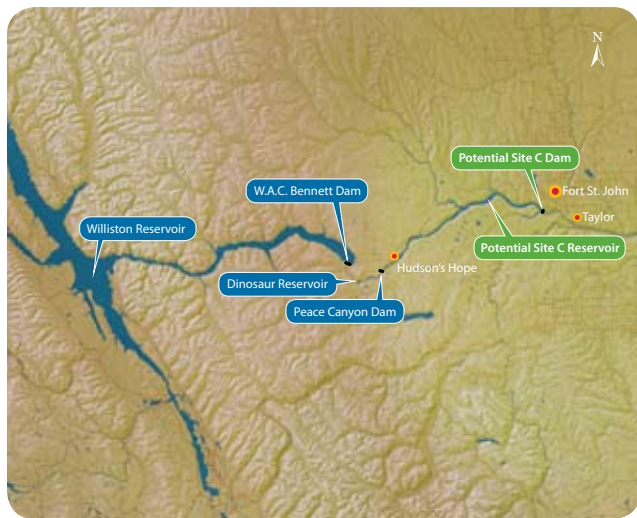 N
Potential Site C Dam
W.A.C. Bennett Dam
Fort St. John
Taylor
Williston Reservoir
Potential Site C Reservoir
Hudson's Hope
Dinosaur Reservoir
Peace Canyon Dam